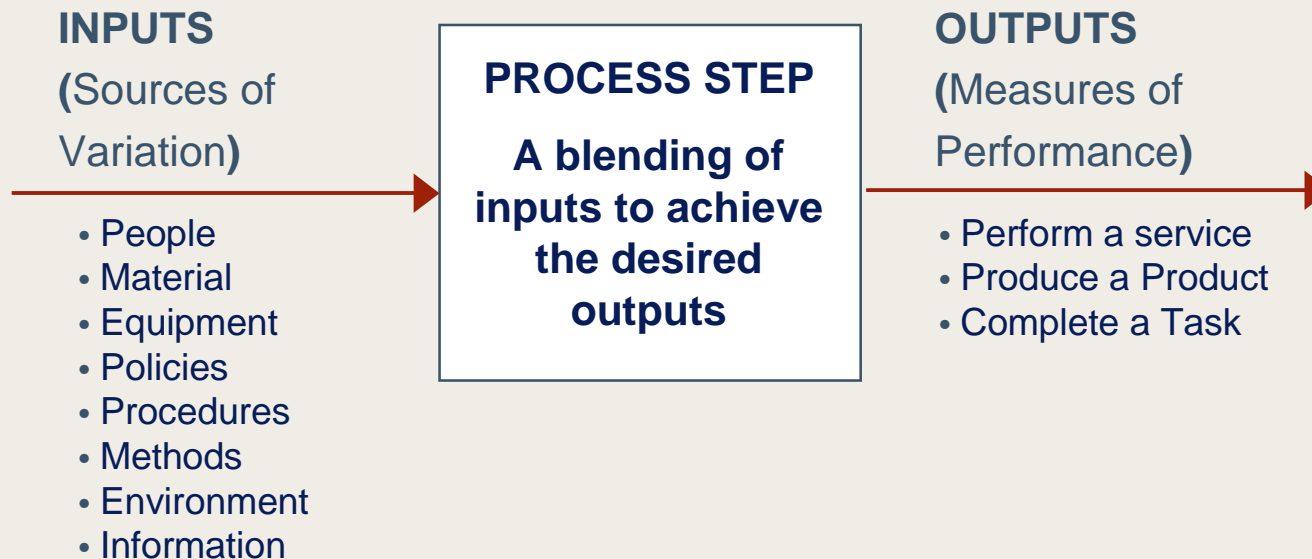 INPUTS
(Sources of
Variation)
• People
• Material
• Equipment
• Policies
• Procedures
• Methods
• Environment
• Information
PROCESS STEP
A blending of
inputs to achieve
the desired
outputs
OUTPUTS
(Measures of
Performance)
• Perform a service
• Produce a Product
• Complete a Task